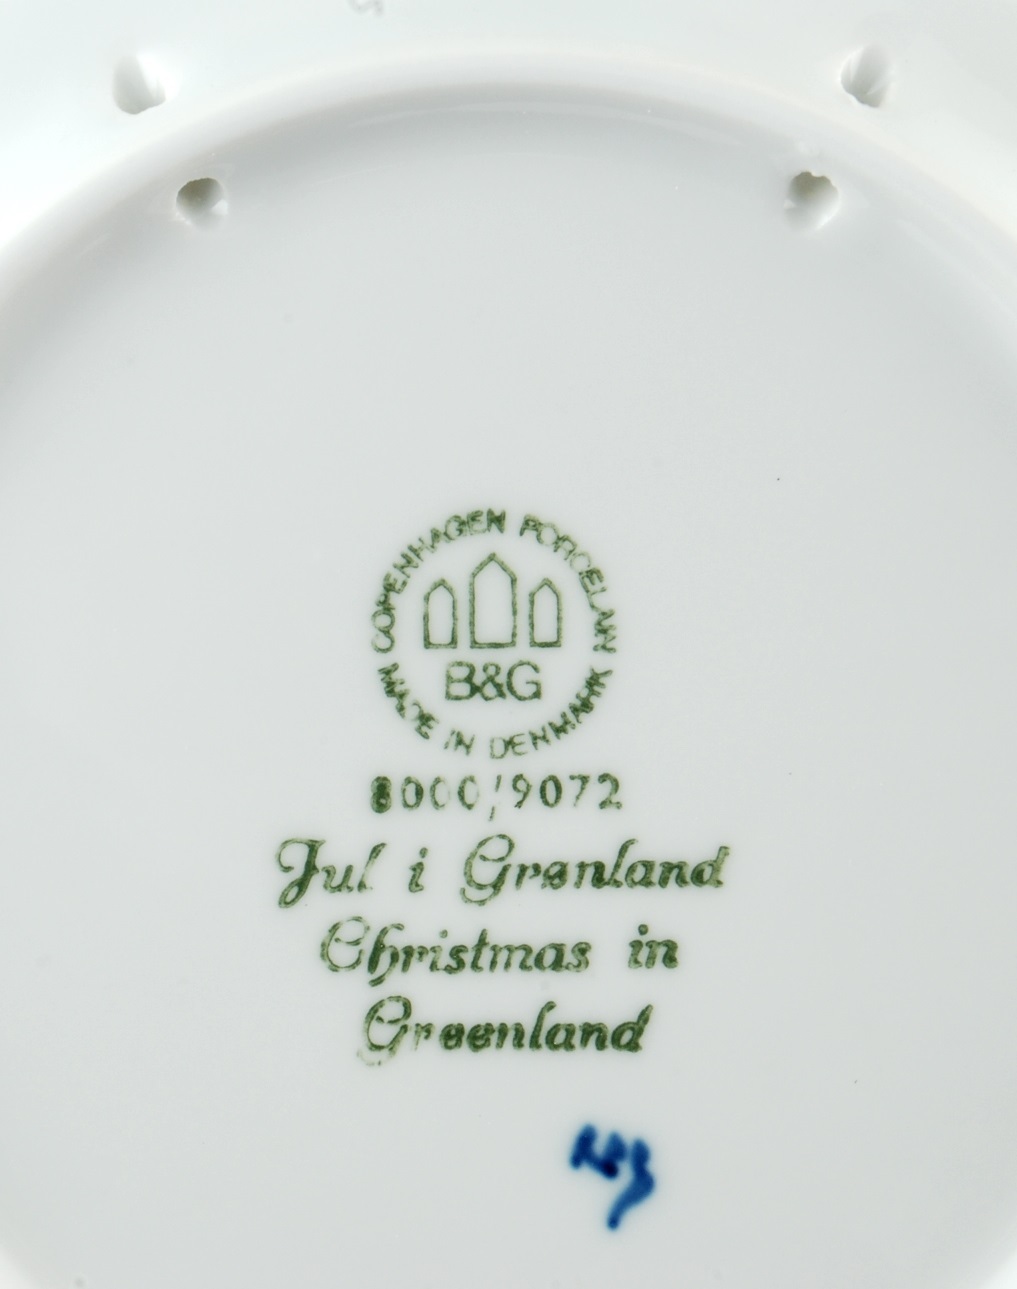 COPENHAGEN PORCELAIN
B&G
MADE IN DENMARK
8000/9072
Jul i Grønland
Christmas in
Greenland